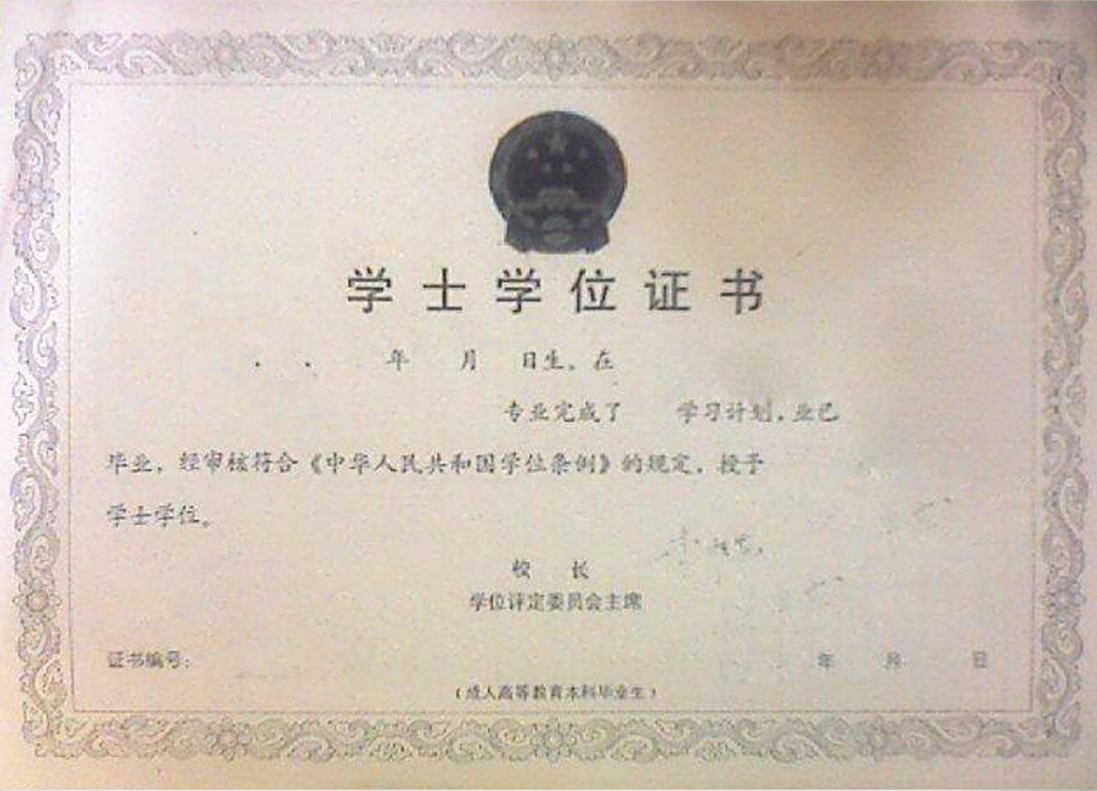 学士学位证书
年 月 日生。在
专业完成了 学习计划，业已
毕业，经审核符合《中华人民共和国学位条例》的规定，授予
学士学位。
校 长
学位评定委员会主席
证书编号： 年 月 日
（成人高等教育本科毕业生）